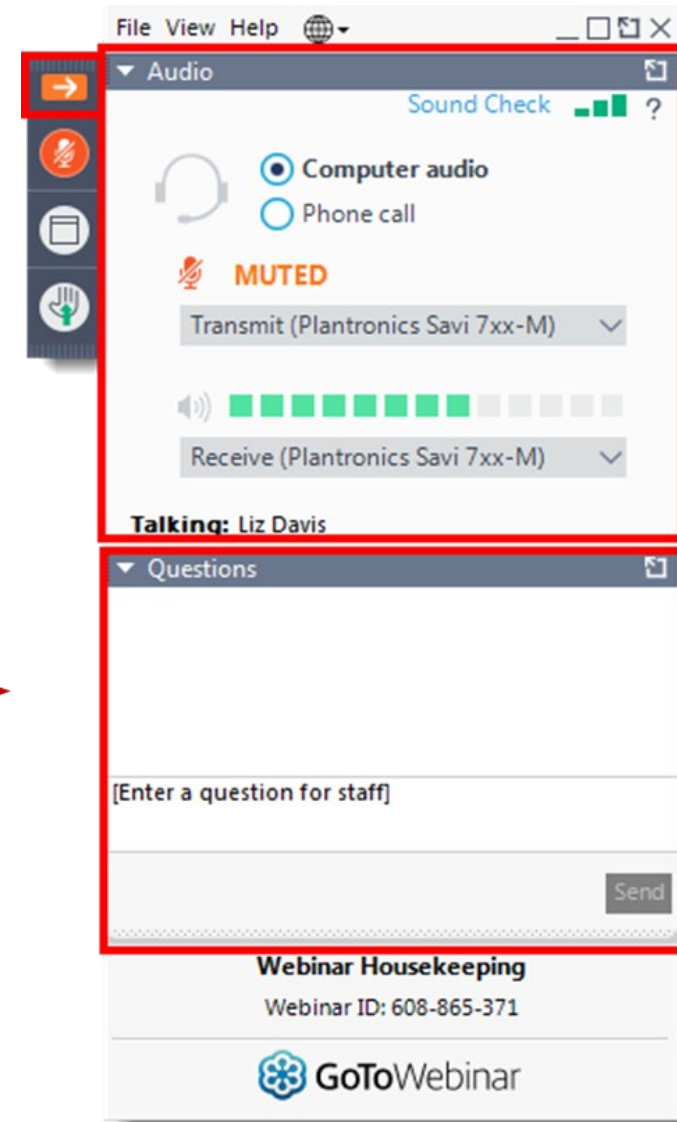 File View Help
Audio
Sound Check ?
Computer audio
Phone call
MUTED
Transmit (Plantronics Savi 7xx-M)
Receive (Plantronics Savi 7xx-M)
Talking: Liz Davis
Questions
[Enter a question for staff]
Send
Webinar Housekeeping
Webinar ID: 608-865-371
GoToWebinar